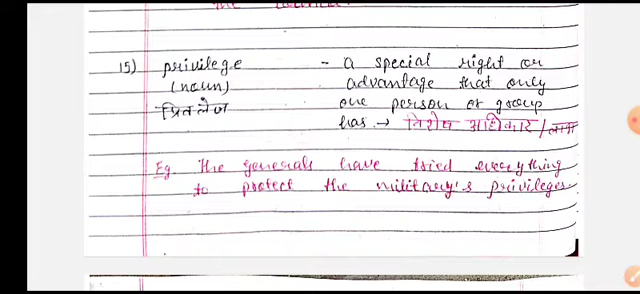 15) privilege - a special right or
(noun) advantage that only
प्रिवलेज one person or group
has. → विशेष अधिकार / लाभ
Eg The generals have tried everything
to protect the military's privileges.